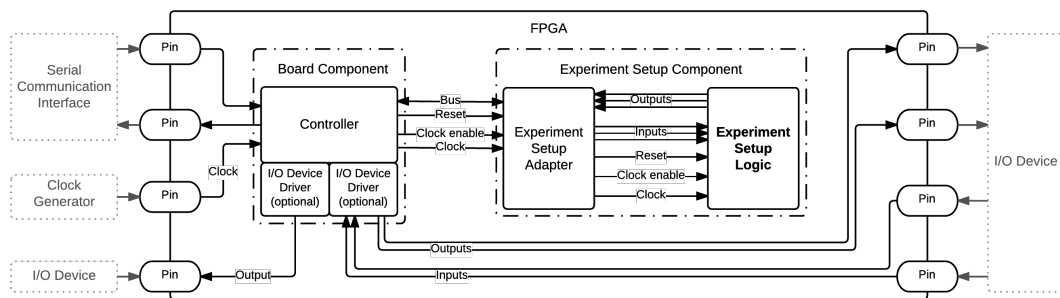 FPGA
Pin
Pin
Serial
Communication
Interface
Board Component
Experiment Setup Component
Controller
Bus
Reset
Clock enable
Clock
Outputs
Inputs
Reset
Clock enable
Clock
Experiment
Setup
Adapter
Experiment
Setup
Logic
Pin
Pin
I/O Device
Clock
I/O Device
Driver
(optional)
I/O Device
Driver
(optional)
Clock
Generator
Pin
Pin
Outputs
I/O Device
Pin
Output
Inputs
Pin